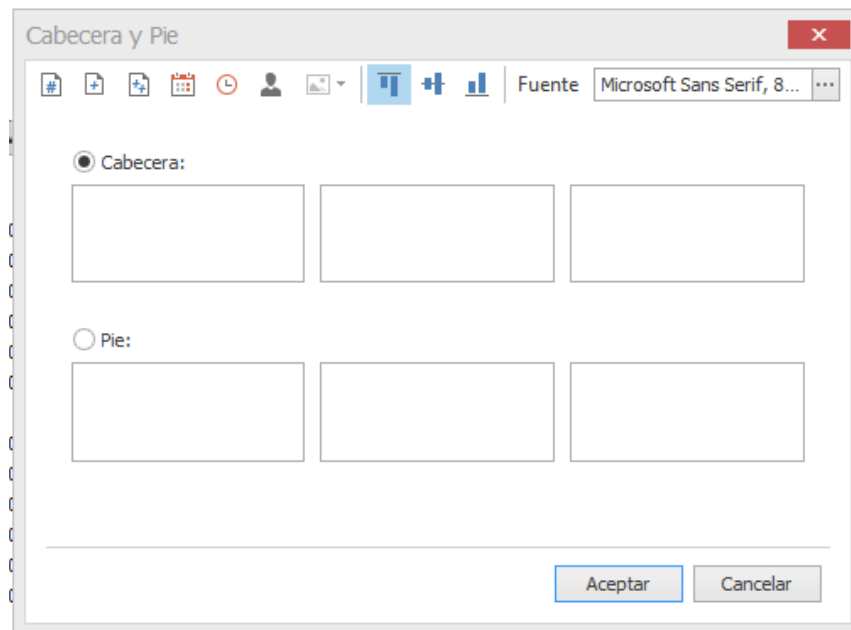 Cabecera y Pie
Fuente Microsoft Sans Serif, 8...
Cabecera:
Pie:
Aceptar Cancelar